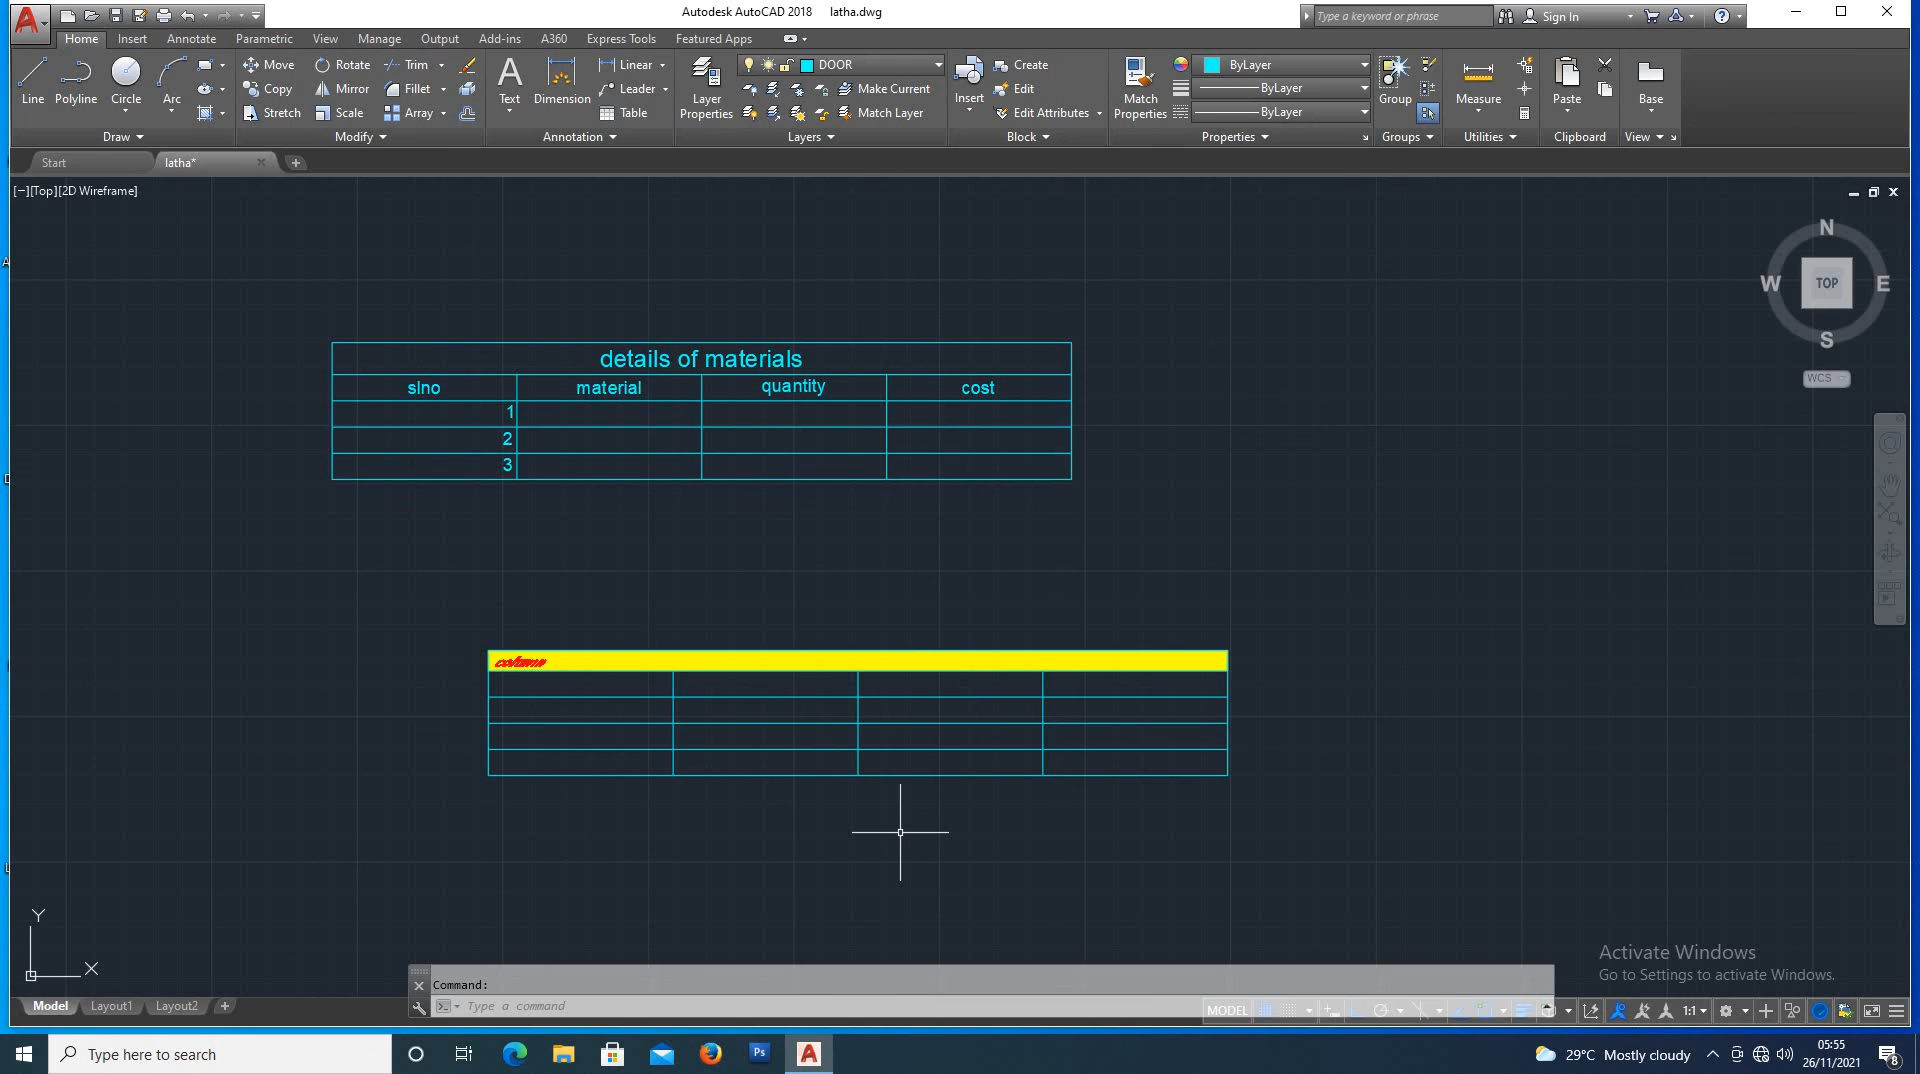 Autodesk AutoCAD 2018 latha.dwg
Type a keyword or phrase
Sign In
Home Insert Annotate Parametric View Manage Output Add-ins A360 Express Tools Featured Apps
Line Polyline Circle Arc
Move Rotate Trim
Copy Mirror Fillet
Stretch Scale Array
Text Dimension
Linear
Leader
Table
Layer Properties
DOOR
Make Current
Match Layer
Insert
Create
Edit
Edit Attributes
Match Properties
ByLayer
ByLayer
ByLayer
Group
Measure
Paste
Base
Draw Modify Annotation Layers Block Properties Groups Utilities Clipboard View
Start latha*
[−][Top][2D Wireframe]
N
W TOP E
S
WCS
details of materials
slno material quantity cost
1
2
3
Y
X
Activate Windows
Go to Settings to activate Windows.
Command:
Type a command
Model Layout1 Layout2
MODEL
1:1
Type here to search
Ps
A
29°C Mostly cloudy
05:55
26/11/2021
8